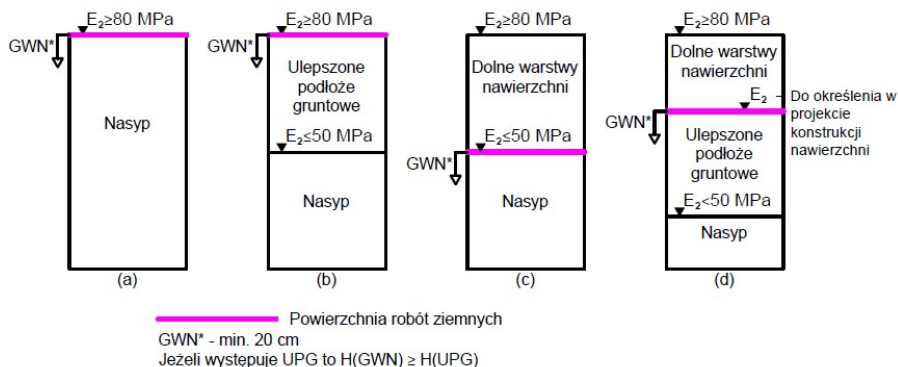 E₂≥80 MPa
GWN*
Nasyp
(a)
E₂≥80 MPa
GWN*
Ulepszone
podłoże
gruntowe
E₂≤50 MPa
Nasyp
(b)
E₂≥80 MPa
Dolne warstwy
nawierzchni
E₂≤50 MPa
GWN*
Nasyp
(c)
E₂≥80 MPa
Dolne warstwy
nawierzchni
E₂ - Do określenia w
projekcie
konstrukcji
nawierzchni
GWN*
Ulepszone
podłoże
gruntowe
E₂<50 MPa
Nasyp
(d)
Powierzchnia robót ziemnych
GWN* - min. 20 cm
Jeżeli występuje UPG to H(GWN) ≥ H(UPG)